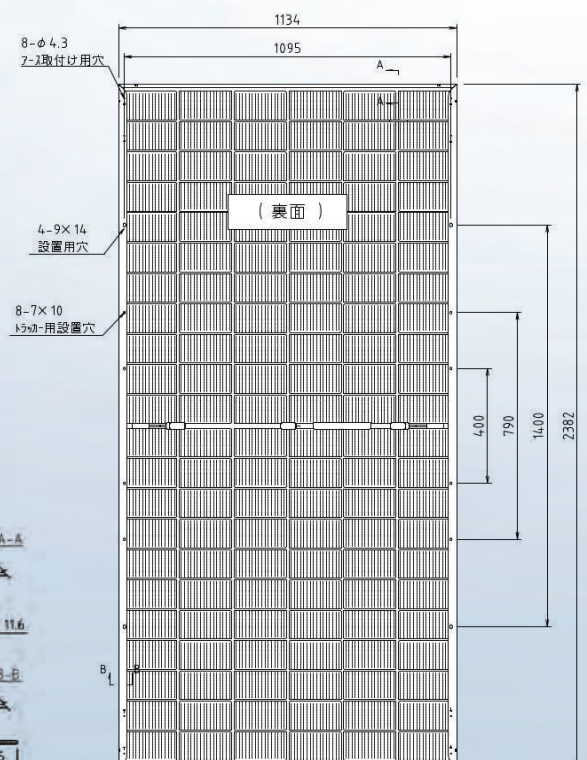 1134
8-φ4.3
アース取付け用穴
1095
A
A
(裏面)
4-9×14
設置用穴
8-7×10
トラッカー用設置穴
400
790
1400
2382
A-A
11.6
B
B
B-B